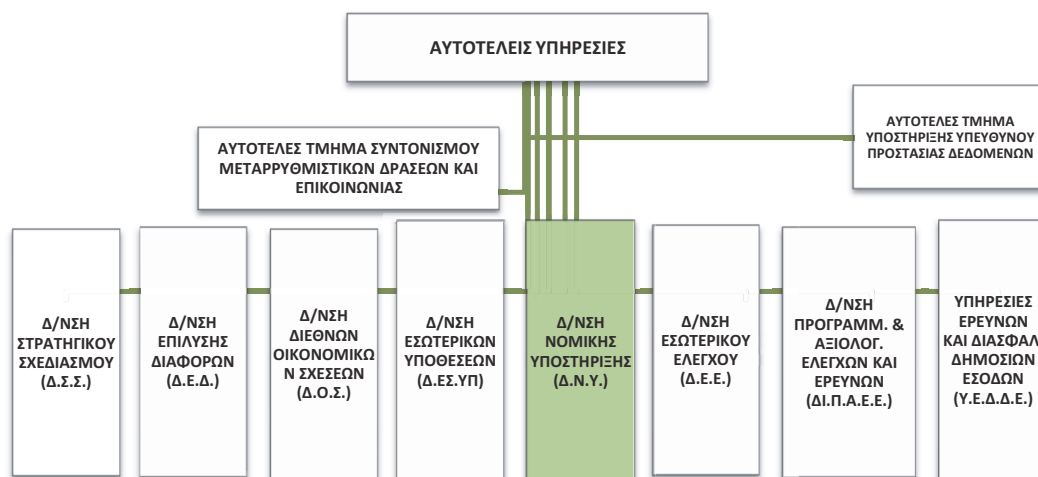 ΑΥΤΟΤΕΛΕΙΣ ΥΠΗΡΕΣΙΕΣ
ΑΥΤΟΤΕΛΕΣ ΤΜΗΜΑ
ΥΠΟΣΤΗΡΙΞΗΣ ΥΠΕΥΘΥΝΟΥ
ΠΡΟΣΤΑΣΙΑΣ ΔΕΔΟΜΕΝΩΝ
ΑΥΤΟΤΕΛΕΣ ΤΜΗΜΑ ΣΥΝΤΟΝΙΣΜΟΥ
ΜΕΤΑΡΡΥΘΜΙΣΤΙΚΩΝ ΔΡΑΣΕΩΝ ΚΑΙ
ΕΠΙΚΟΙΝΩΝΙΑΣ
Δ/ΝΣΗ
ΣΤΡΑΤΗΓΙΚΟΥ
ΣΧΕΔΙΑΣΜΟΥ
(Δ.Σ.Σ.)
Δ/ΝΣΗ
ΕΠΙΛΥΣΗΣ
ΔΙΑΦΟΡΩΝ
(Δ.Ε.Δ.)
Δ/ΝΣΗ
ΔΙΕΘΝΩΝ
ΟΙΚΟΝΟΜΙΚΩ
Ν ΣΧΕΣΕΩΝ
(Δ.Ο.Σ.)
Δ/ΝΣΗ
ΕΣΩΤΕΡΙΚΩΝ
ΥΠΟΘΕΣΕΩΝ
(Δ.ΕΣ.ΥΠ)
Δ/ΝΣΗ
ΝΟΜΙΚΗΣ
ΥΠΟΣΤΗΡΙΞΗΣ
(Δ.Ν.Υ.)
Δ/ΝΣΗ
ΕΣΩΤΕΡΙΚΟΥ
ΕΛΕΓΧΟΥ
(Δ.Ε.Ε.)
Δ/ΝΣΗ
ΠΡΟΓΡΑΜΜ. &
ΑΞΙΟΛΟΓ.
ΕΛΕΓΧΩΝ ΚΑΙ
ΕΡΕΥΝΩΝ
(ΔΙ.Π.Α.Ε.Ε.)
ΥΠΗΡΕΣΙΕΣ
ΕΡΕΥΝΩΝ
ΚΑΙ ΔΙΑΣΦΑΛ
ΔΗΜΟΣΙΩΝ
ΕΣΟΔΩΝ
(Υ.Ε.Δ.Δ.Ε.)